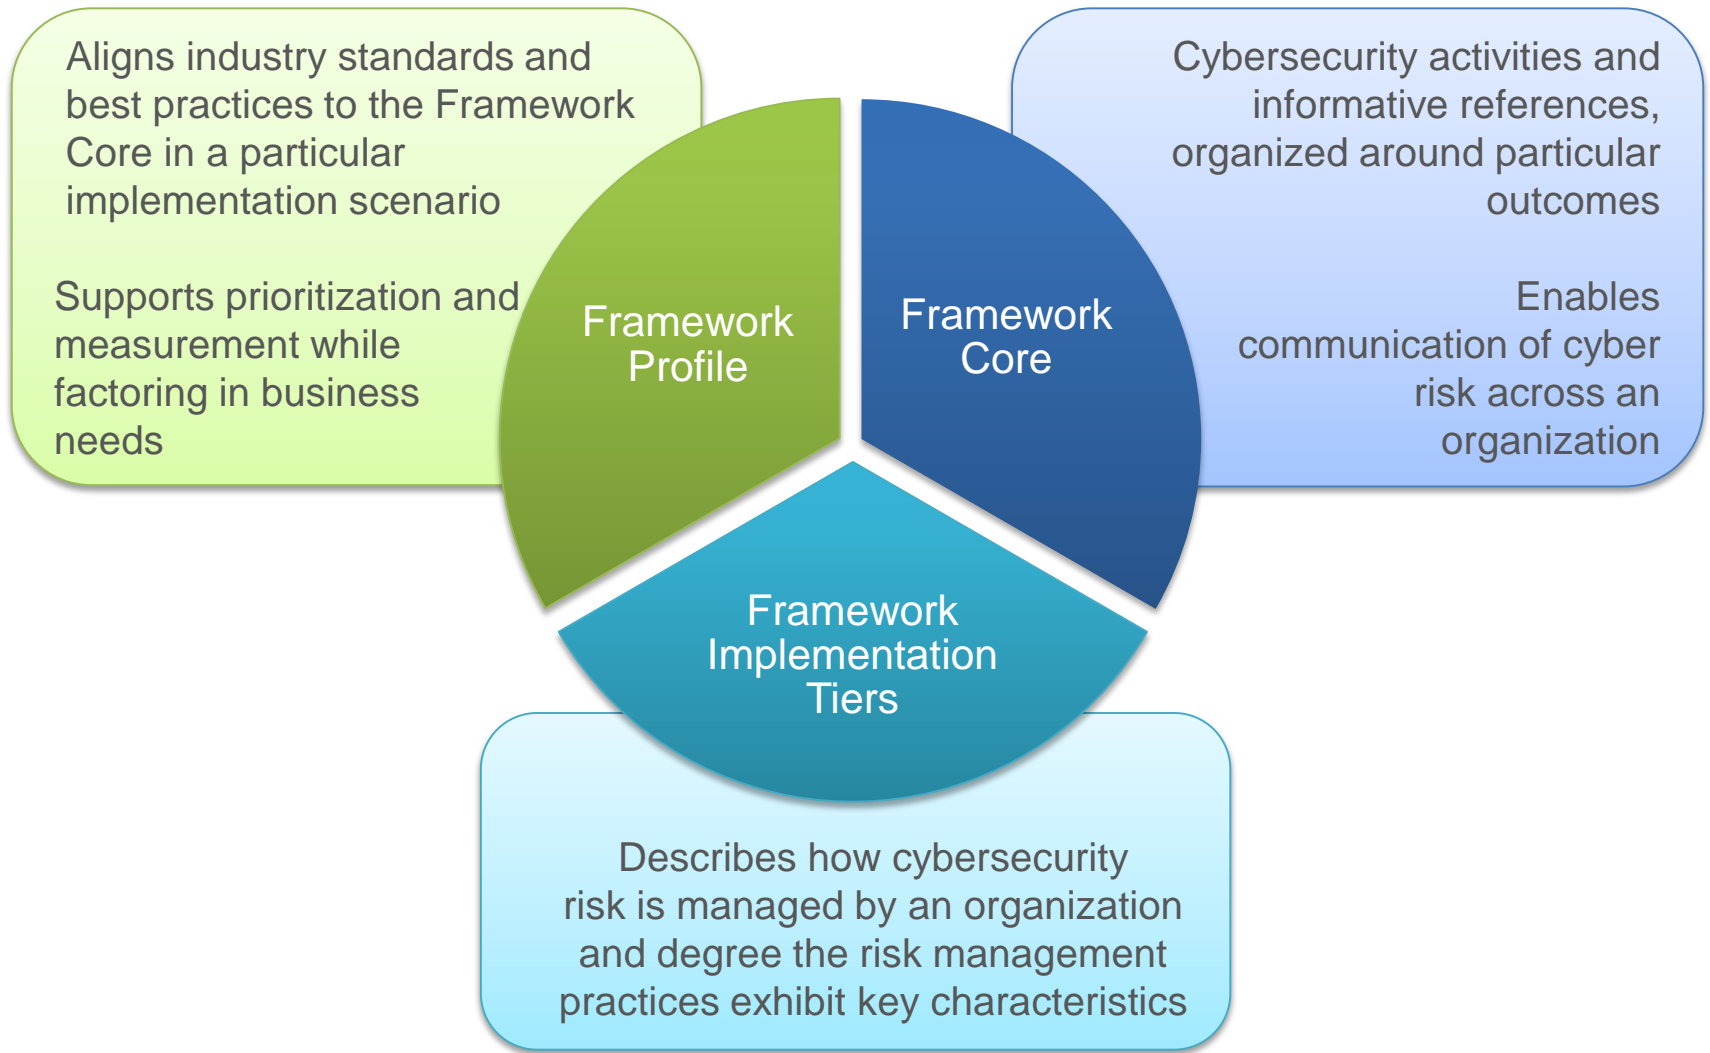 Aligns industry standards and
best practices to the Framework
Core in a particular
implementation scenario
Supports prioritization and
measurement while
factoring in business
needs
Framework
Profile
Cybersecurity activities and
informative references,
organized around particular
outcomes
Enables
communication of cyber
risk across an
organization
Framework
Core
Framework
Implementation
Tiers
Describes how cybersecurity
risk is managed by an organization
and degree the risk management
practices exhibit key characteristics